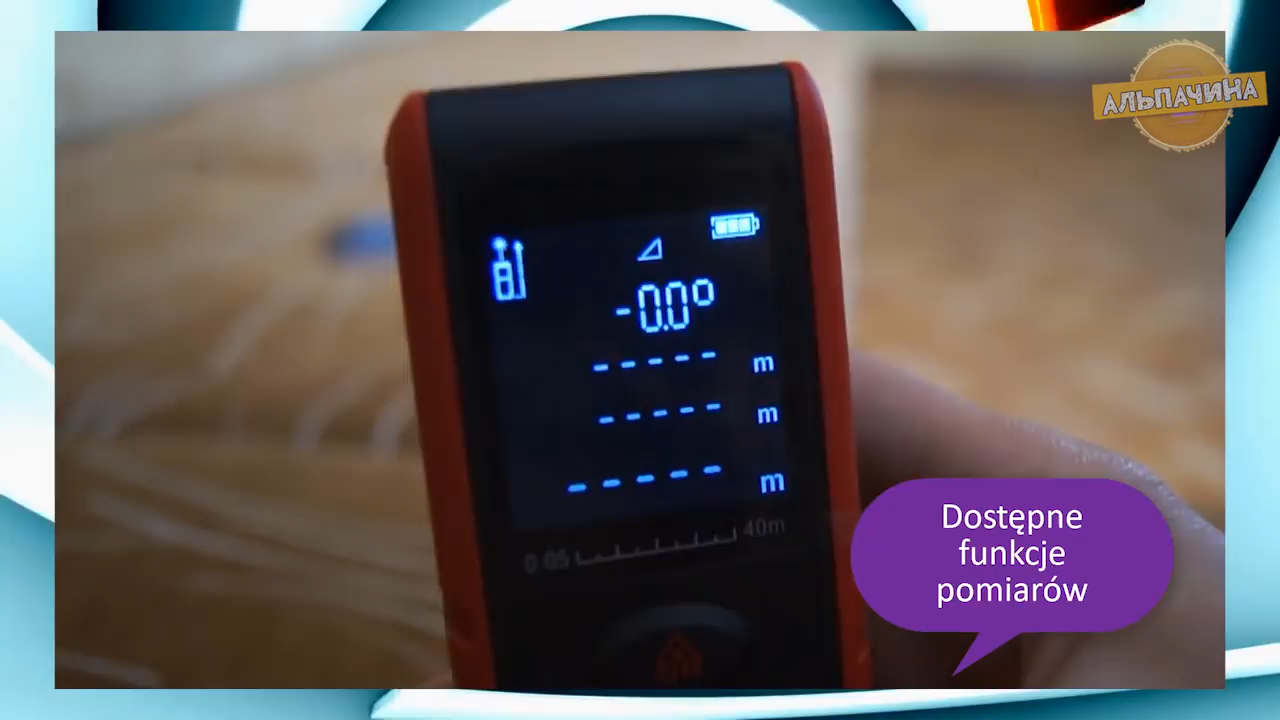 АЛЬПАЧИНА
-0.0°
----- m
----- m
----- m
0.05 40m
Dostępne
funkcje
pomiarów